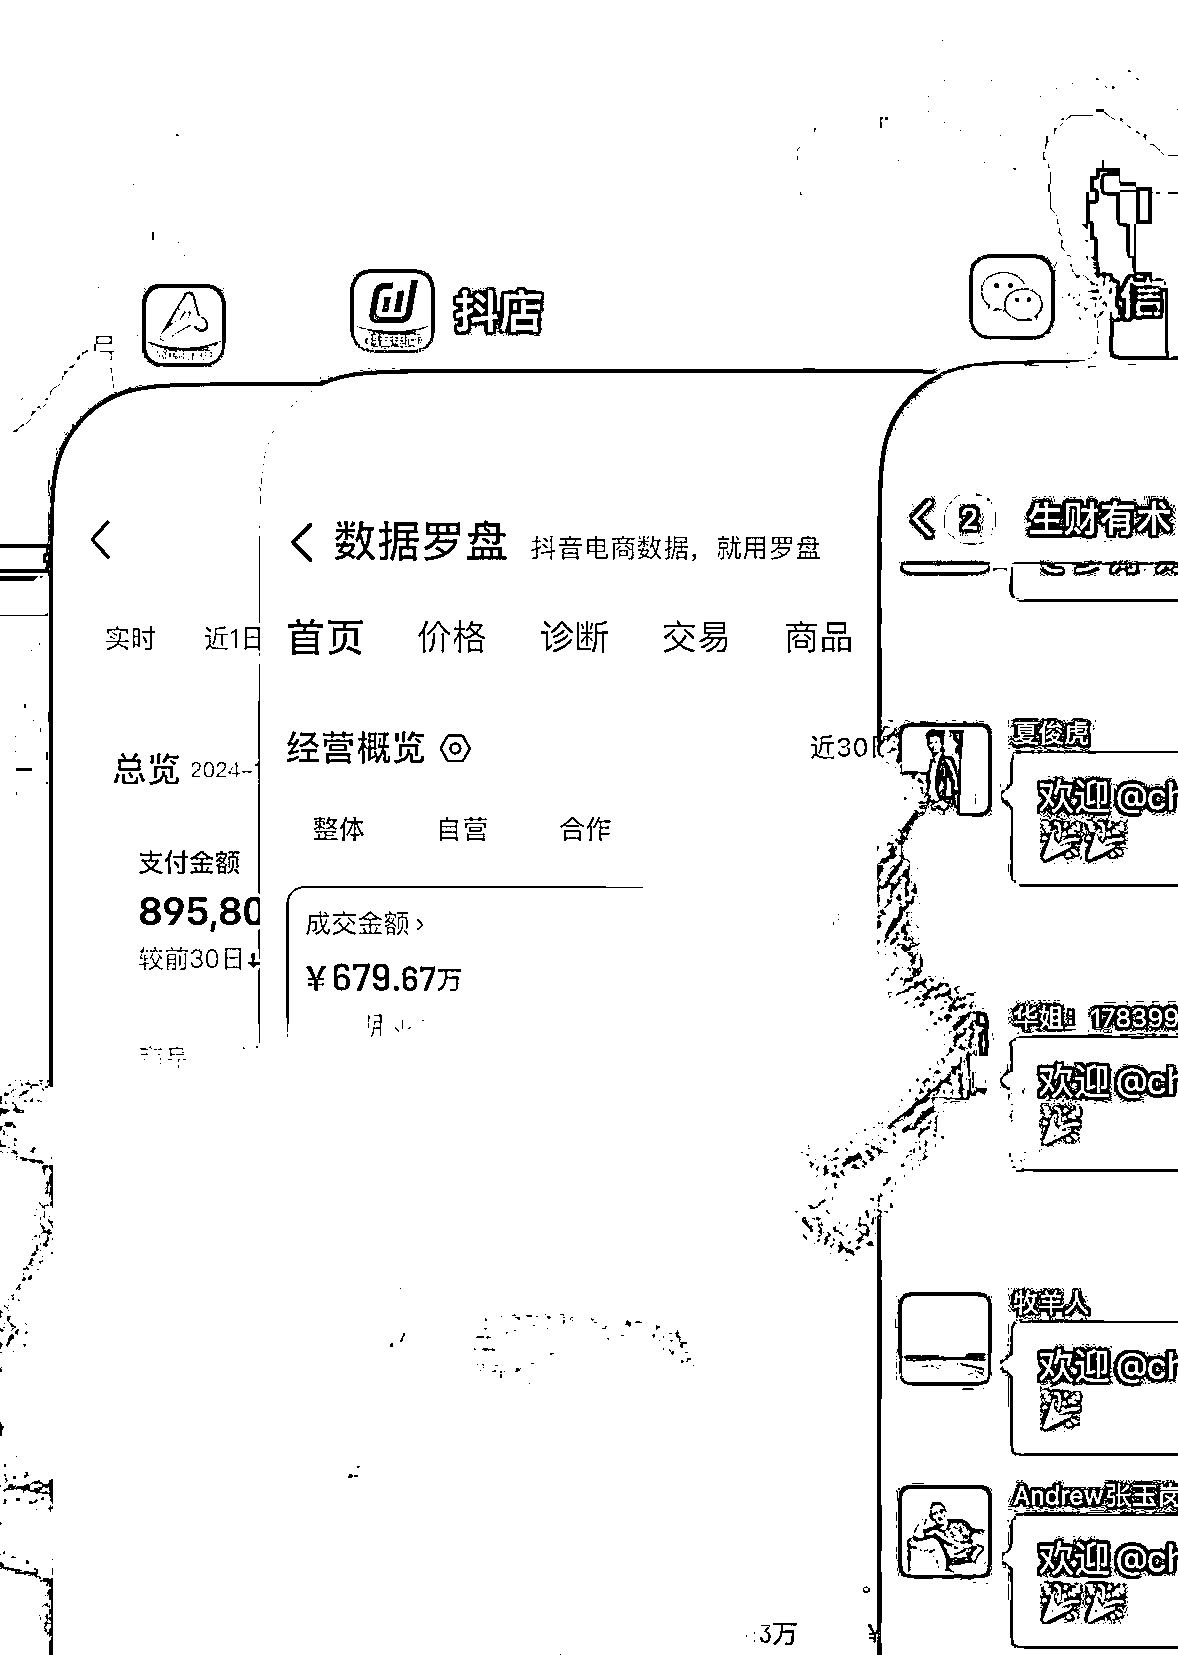 抖店
信
数据罗盘 抖音电商数据，就用罗盘
2
生财有术
实时 近1日
首页 价格 诊断 交易 商品
总览 2024-
经营概览
近30
整体 自营 合作
支付金额
895,80
较前30日
成交金额
¥679.67万
3万
¥
夏俊虎
欢迎@ch
华姐 178399
欢迎@ch
牧羊人
欢迎@ch
Andrew张玉岗
欢迎@ch